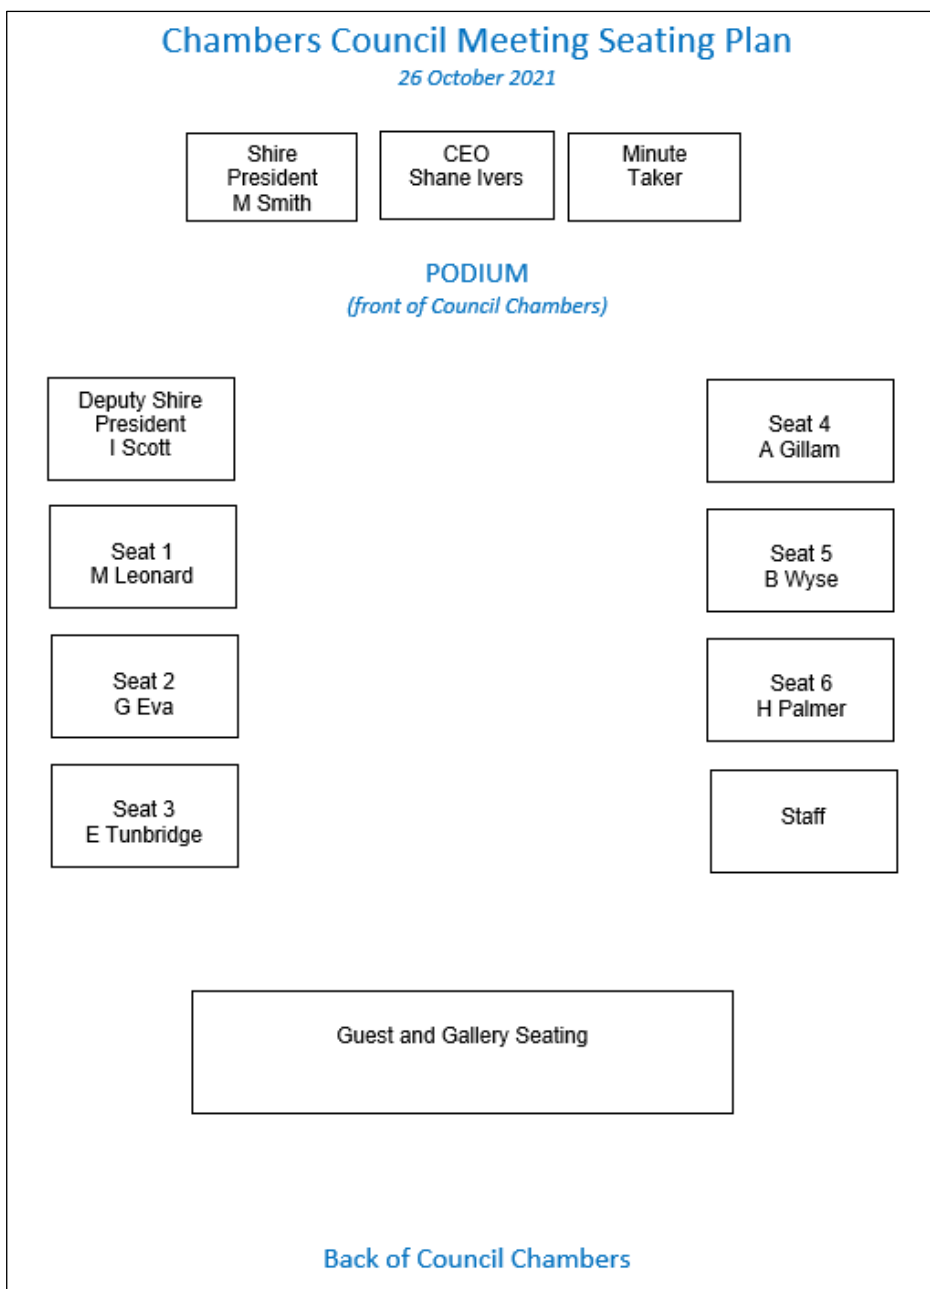 Chambers Council Meeting Seating Plan
26 October 2021
Shire
President
M Smith
CEO
Shane Ivers
Minute
Taker
PODIUM
(front of Council Chambers)
Deputy Shire
President
I Scott
Seat 1
M Leonard
Seat 2
G Eva
Seat 3
E Tunbridge
Seat 4
A Gillam
Seat 5
B Wyse
Seat 6
H Palmer
Staff
Guest and Gallery Seating
Back of Council Chambers